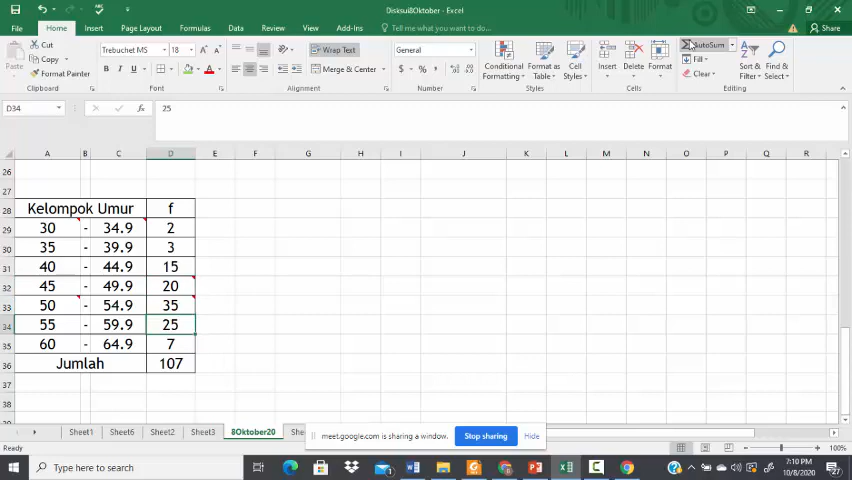 Disksui8Oktober - Excel
File Home Insert Page Layout Formulas Data Review View Add-Ins Tell me what you want to do Share
Cut
Copy
Format Painter
Paste
Clipboard
Trebuchet MS 18
B I U
Font
Wrap Text
Merge & Center
Alignment
General
$ % ,
Number
Conditional Formatting
Format as Table
Cell Styles
Styles
Insert Delete Format
Cells
AutoSum
Fill
Clear
Sort & Filter
Find & Select
Editing
D34 fx 25
A B C D E F G H I J K L M N O P Q R
26
27
28 Kelompok Umur f
29 30 - 34.9 2
30 35 - 39.9 3
31 40 - 44.9 15
32 45 - 49.9 20
33 50 - 54.9 35
34 55 - 59.9 25
35 60 - 64.9 7
36 Jumlah 107
37
38
Sheet1 Sheet6 Sheet2 Sheet3 8Oktober20
meet.google.com is sharing a window. Stop sharing Hide
Ready 100%
Type here to search
7:10 PM
10/8/2020
27